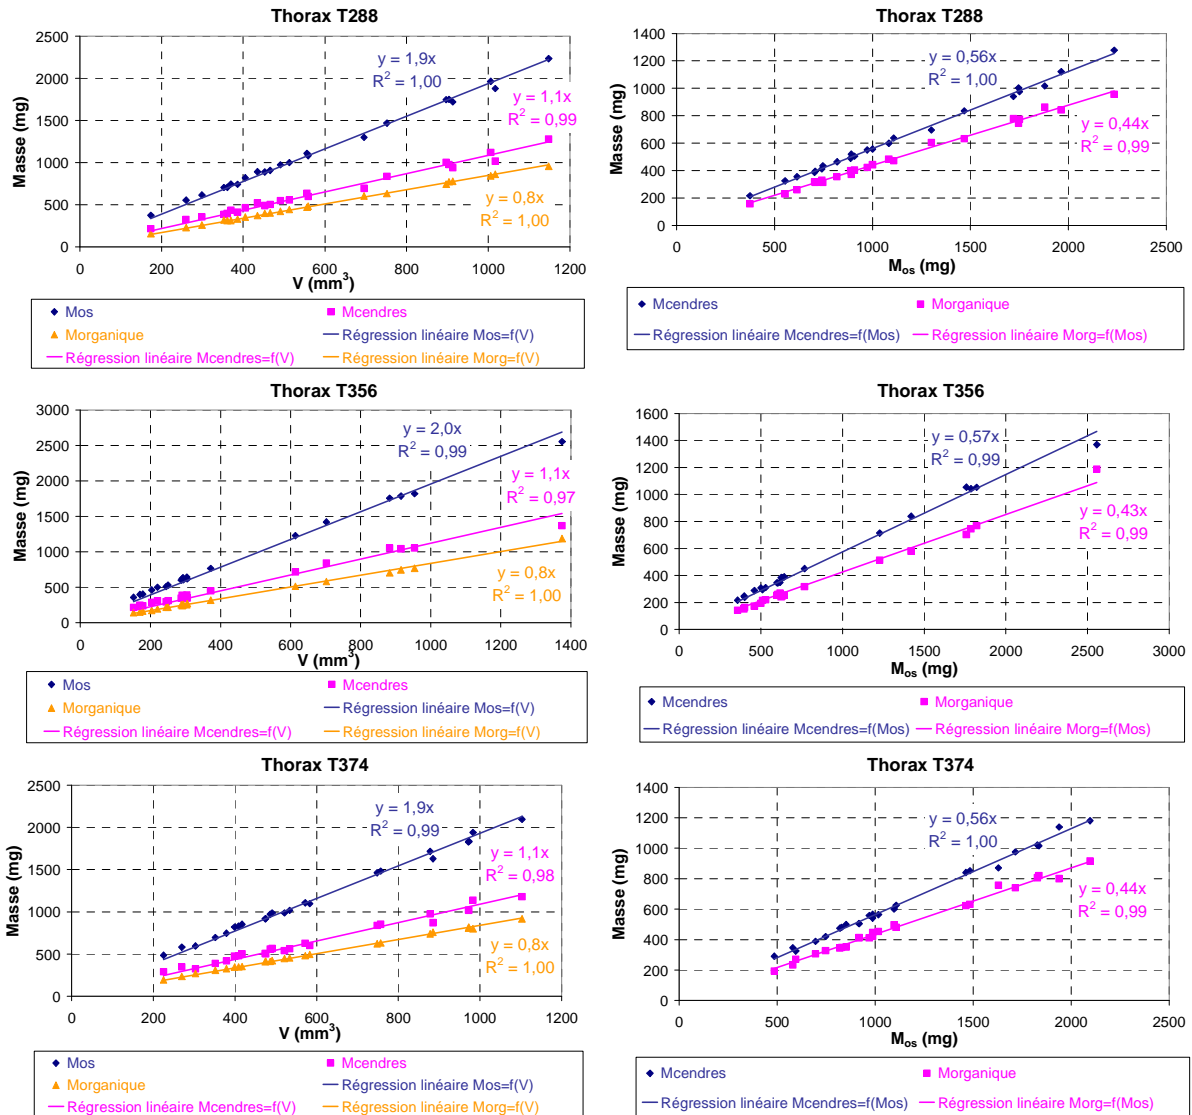 Thorax T288
2500
2000
1500
1000
500
0
Masse (mg)
y = 1,9x
R² = 1,00
y = 1,1x
R² = 0,99
y = 0,8x
R² = 1,00
0 200 400 600 800 1000 1200
V (mm³)
Mos Mcendres
Morganique Régression linéaire Mos=f(V)
Régression linéaire Mcendres=f(V) Régression linéaire Morg=f(V)
Thorax T288
1400
1200
1000
800
600
400
200
0
Masse (mg)
y = 0,56x
R² = 1,00
y = 0,44x
R² = 0,99
0 500 1000 1500 2000 2500
Mos (mg)
Mcendres Morganique
Régression linéaire Mcendres=f(Mos) Régression linéaire Morg=f(Mos)
Thorax T356
3000
2500
2000
1500
1000
500
0
Masse (mg)
y = 2,0x
R² = 0,99
y = 1,1x
R² = 0,97
y = 0,8x
R² = 1,00
0 200 400 600 800 1000 1200 1400
V (mm³)
Mos Mcendres
Morganique Régression linéaire Mos=f(V)
Régression linéaire Mcendres=f(V) Régression linéaire Morg=f(V)
Thorax T356
1600
1400
1200
1000
800
600
400
200
0
Masse (mg)
y = 0,57x
R² = 0,99
y = 0,43x
R² = 0,99
0 500 1000 1500 2000 2500 3000
Mos (mg)
Mcendres Morganique
Régression linéaire Mcendres=f(Mos) Régression linéaire Morg=f(Mos)
Thorax T374
2500
2000
1500
1000
500
0
Masse (mg)
y = 1,9x
R² = 0,99
y = 1,1x
R² = 0,98
y = 0,8x
R² = 1,00
0 200 400 600 800 1000 1200
V (mm³)
Mos Mcendres
Morganique Régression linéaire Mos=f(V)
Régression linéaire Mcendres=f(V) Régression linéaire Morg=f(V)
Thorax T374
1400
1200
1000
800
600
400
200
0
Masse (mg)
y = 0,56x
R² = 1,00
y = 0,44x
R² = 0,99
0 500 1000 1500 2000 2500
Mos (mg)
Mcendres Morganique
Régression linéaire Mcendres=f(Mos) Régression linéaire Morg=f(Mos)